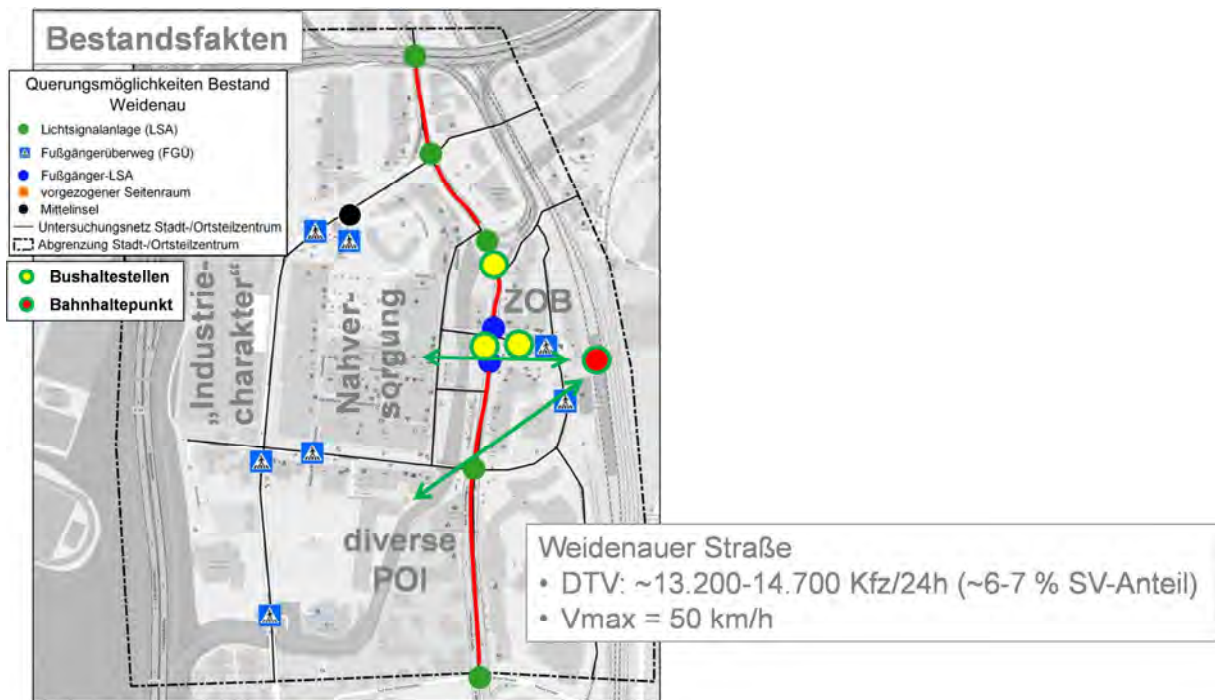 Bestandsfakten
Querungsmöglichkeiten Bestand
Weidenau
Lichtsignalanlage (LSA)
Fußgängerüberweg (FGÜ)
Fußgänger-LSA
vorgezogener Seitenraum
Mittelinsel
Untersuchungsnetz Stadt-/Ortsteilzentrum
Abgrenzung Stadt-/Ortsteilzentrum
Bushaltestellen
Bahnhaltepunkt
„Industrie-
charakter“
Nahver-
sorgung
ZOB
diverse
POI
Weidenauer Straße
• DTV: ~13.200-14.700 Kfz/24h (~6-7 % SV-Anteil)
• Vmax = 50 km/h